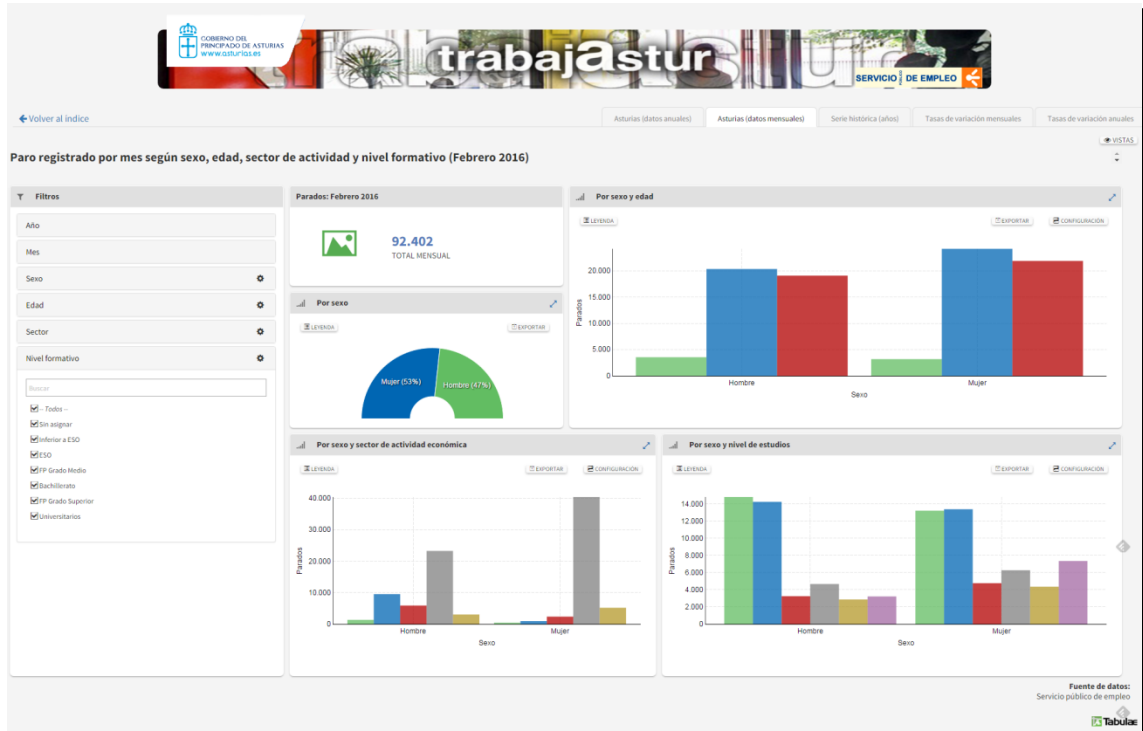 GOBIERNO DEL
PRINCIPADO DE ASTURIAS
www.asturias.es
trabajastur
SERVICIO PÚBLICO DE EMPLEO
Volver al índice
Asturias (datos anuales)
Asturias (datos mensuales)
Serie histórica (años)
Tasas de variación mensuales
Tasas de variación anuales
VISTAS
Paro registrado por mes según sexo, edad, sector de actividad y nivel formativo (Febrero 2016)
Filtros
Año
Mes
Sexo
Edad
Sector
Nivel formativo
Buscar
-- Todos --
Sin asignar
Inferior a ESO
ESO
FP Grado Medio
Bachillerato
FP Grado Superior
Universitarios
Parados: Febrero 2016
92.402
TOTAL MENSUAL
Por sexo
LEYENDA
EXPORTAR
Mujer (53%)
Hombre (47%)
Por sexo y edad
LEYENDA
EXPORTAR
CONFIGURACIÓN
20.000
15.000
10.000
5.000
0
Parados
Hombre
Mujer
Sexo
Por sexo y sector de actividad económica
LEYENDA
EXPORTAR
CONFIGURACIÓN
40.000
30.000
20.000
10.000
0
Parados
Hombre
Mujer
Sexo
Por sexo y nivel de estudios
LEYENDA
EXPORTAR
CONFIGURACIÓN
14.000
12.000
10.000
8.000
6.000
4.000
2.000
0
Parados
Hombre
Mujer
Sexo
Fuente de datos:
Servicio público de empleo
Tabulae